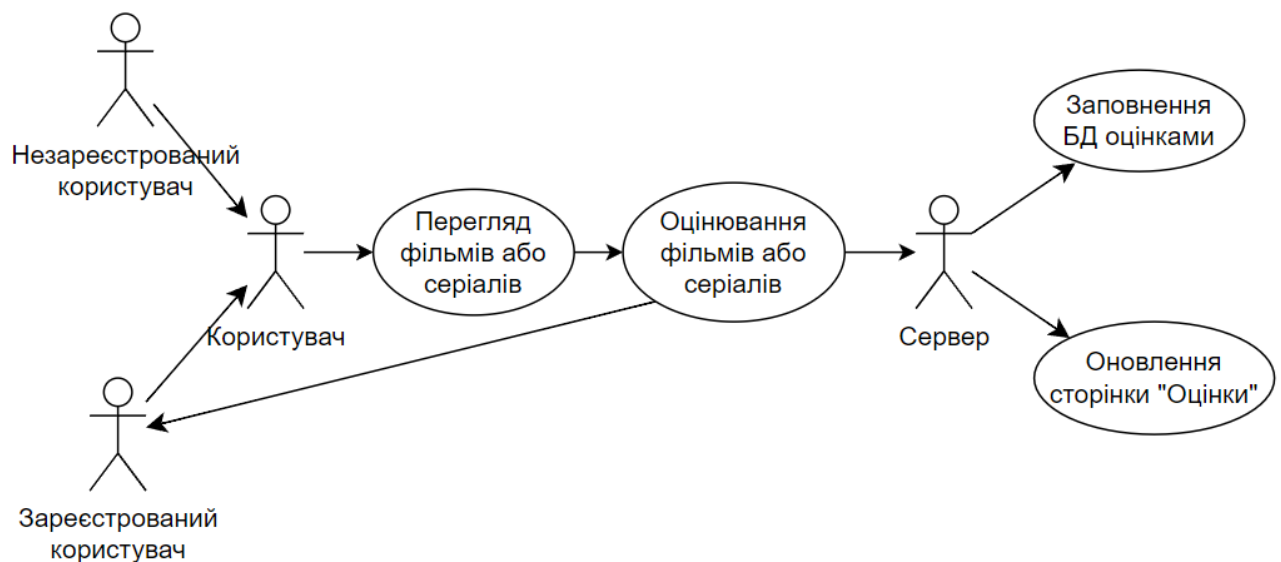 Незареєстрований
користувач
Користувач
Зареєстрований
користувач
Перегляд
фільмів або
серіалів
Оцінювання
фільмів або
серіалів
Сервер
Заповнення
БД оцінками
Оновлення
сторінки "Оцінки"